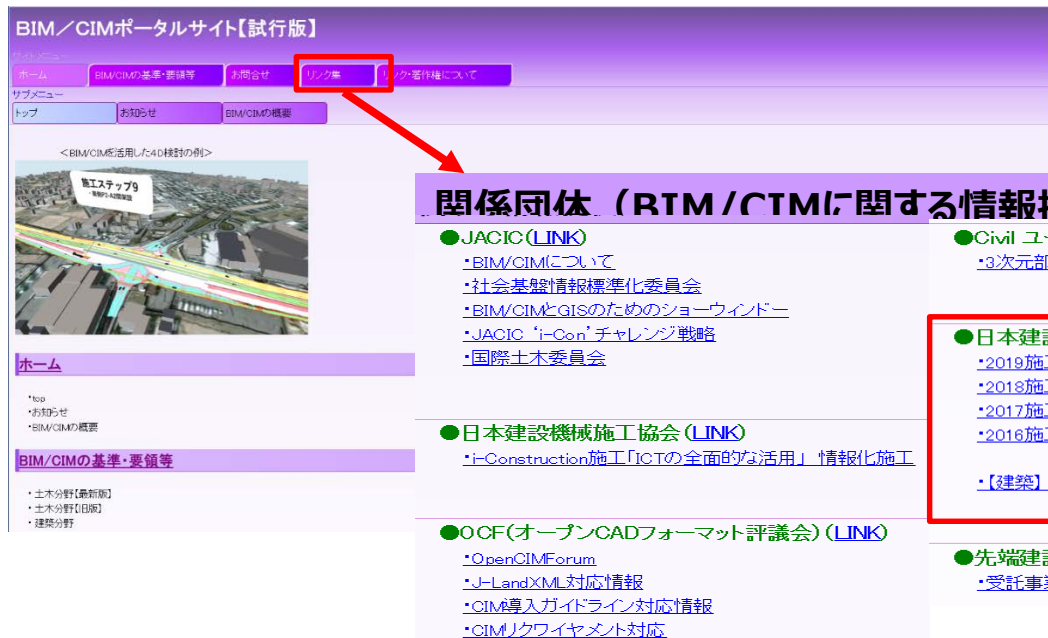 BIM／CIMポータルサイト【試行版】
サイトメニュー
ホーム
BIM/CIMの基準・要領等
お問合せ
リンク集
リンク・著作権について
サブメニュー
トップ
お知らせ
BIM/CIMの概要
＜BIM/CIMを活用した4D検討の例＞
施工ステップ9
ホーム
・top
・お知らせ
・BIM/CIMの概要
BIM/CIMの基準・要領等
・土木分野【最新版】
・土木分野【旧版】
・建築分野
関係団体（BIM/CIMに関する情報
●JACIC(LINK)
・BIM/CIMについて
・社会基盤情報標準化委員会
・BIM/CIMとGISのためのショーウィンドー
・JACIC‘i-Con’チャレンジ戦略
・国際土木委員会
●日本建設機械施工協会(LINK)
・i-Construction施工「ICTの全面的な活用」 情報化施工
●OCF(オープンCADフォーマット評議会)(LINK)
・OpenCIMForum
・J-LandXML対応情報
・CIM導入ガイドライン対応情報
・CIMリクワイヤメント対応
●Civil ユー
・3次元部
●日本建設
・2019施工
・2018施工
・2017施工
・2016施工
・【建築】
●先端建設
・受託事業